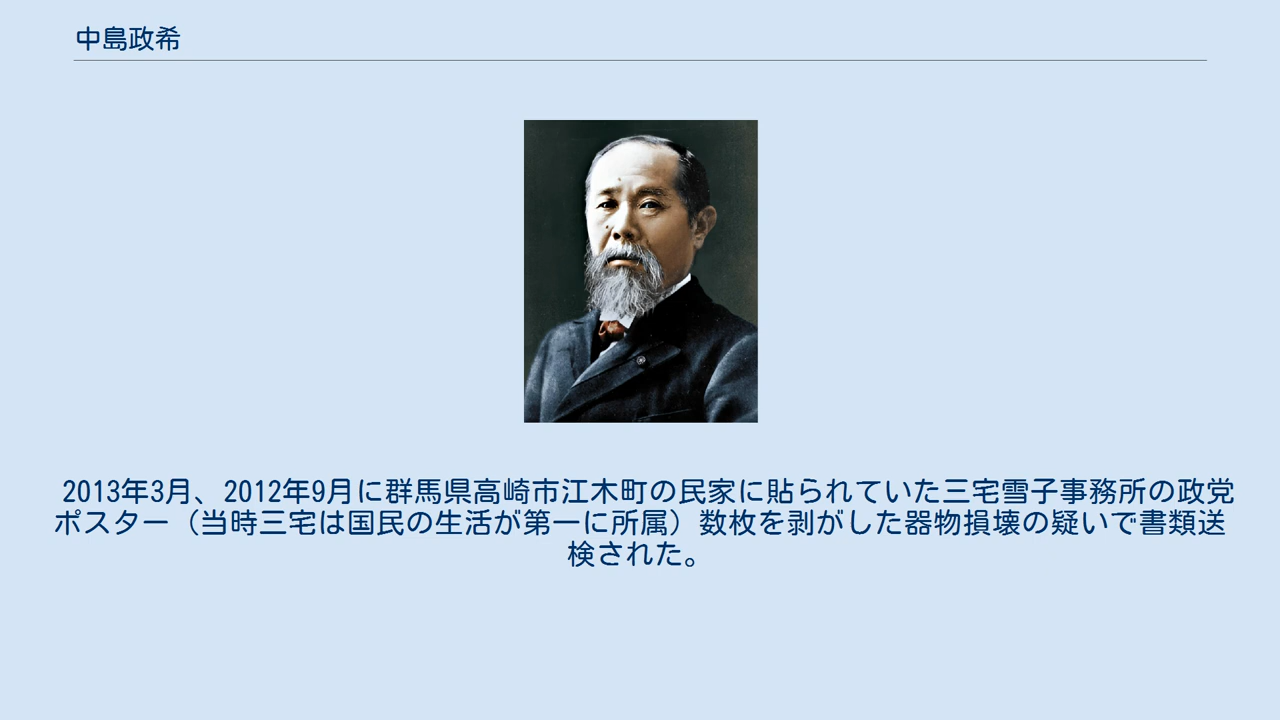 中島政希
2013年3月、2012年9月に群馬県高崎市江木町の民家に貼られていた三宅雪子事務所の政党
ポスター（当時三宅は国民の生活が第一に所属）数枚を剥がした器物損壊の疑いで書類送
検された。